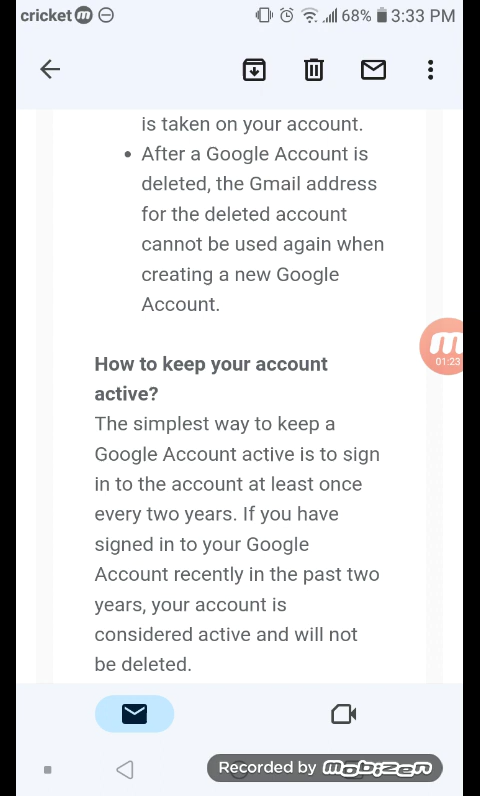 cricket m 68% 3:33 PM
is taken on your account.
• After a Google Account is
deleted, the Gmail address
for the deleted account
cannot be used again when
creating a new Google
Account.
m
01:23
How to keep your account
active?
The simplest way to keep a
Google Account active is to sign
in to the account at least once
every two years. If you have
signed in to your Google
Account recently in the past two
years, your account is
considered active and will not
be deleted.
Recorded by mobizen